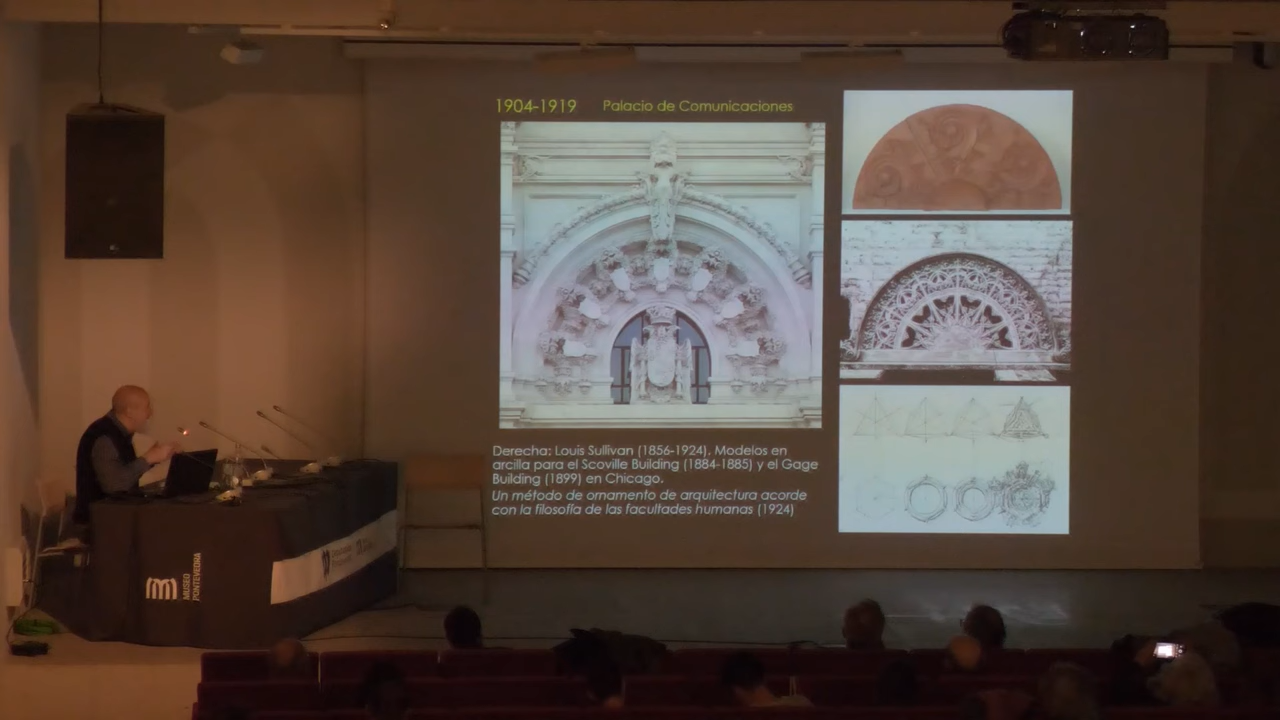 1904-1919 Palacio de Comunicaciones
Derecha: Louis Sullivan (1856-1924). Modelos en
arcilla para el Scoville Building (1884-1885) y el Gage
Building (1899) en Chicago.
Un método de ornamento de arquitectura acorde
con la filosofía de las facultades humanas (1924)
MUSEO
PONTEVEDRA